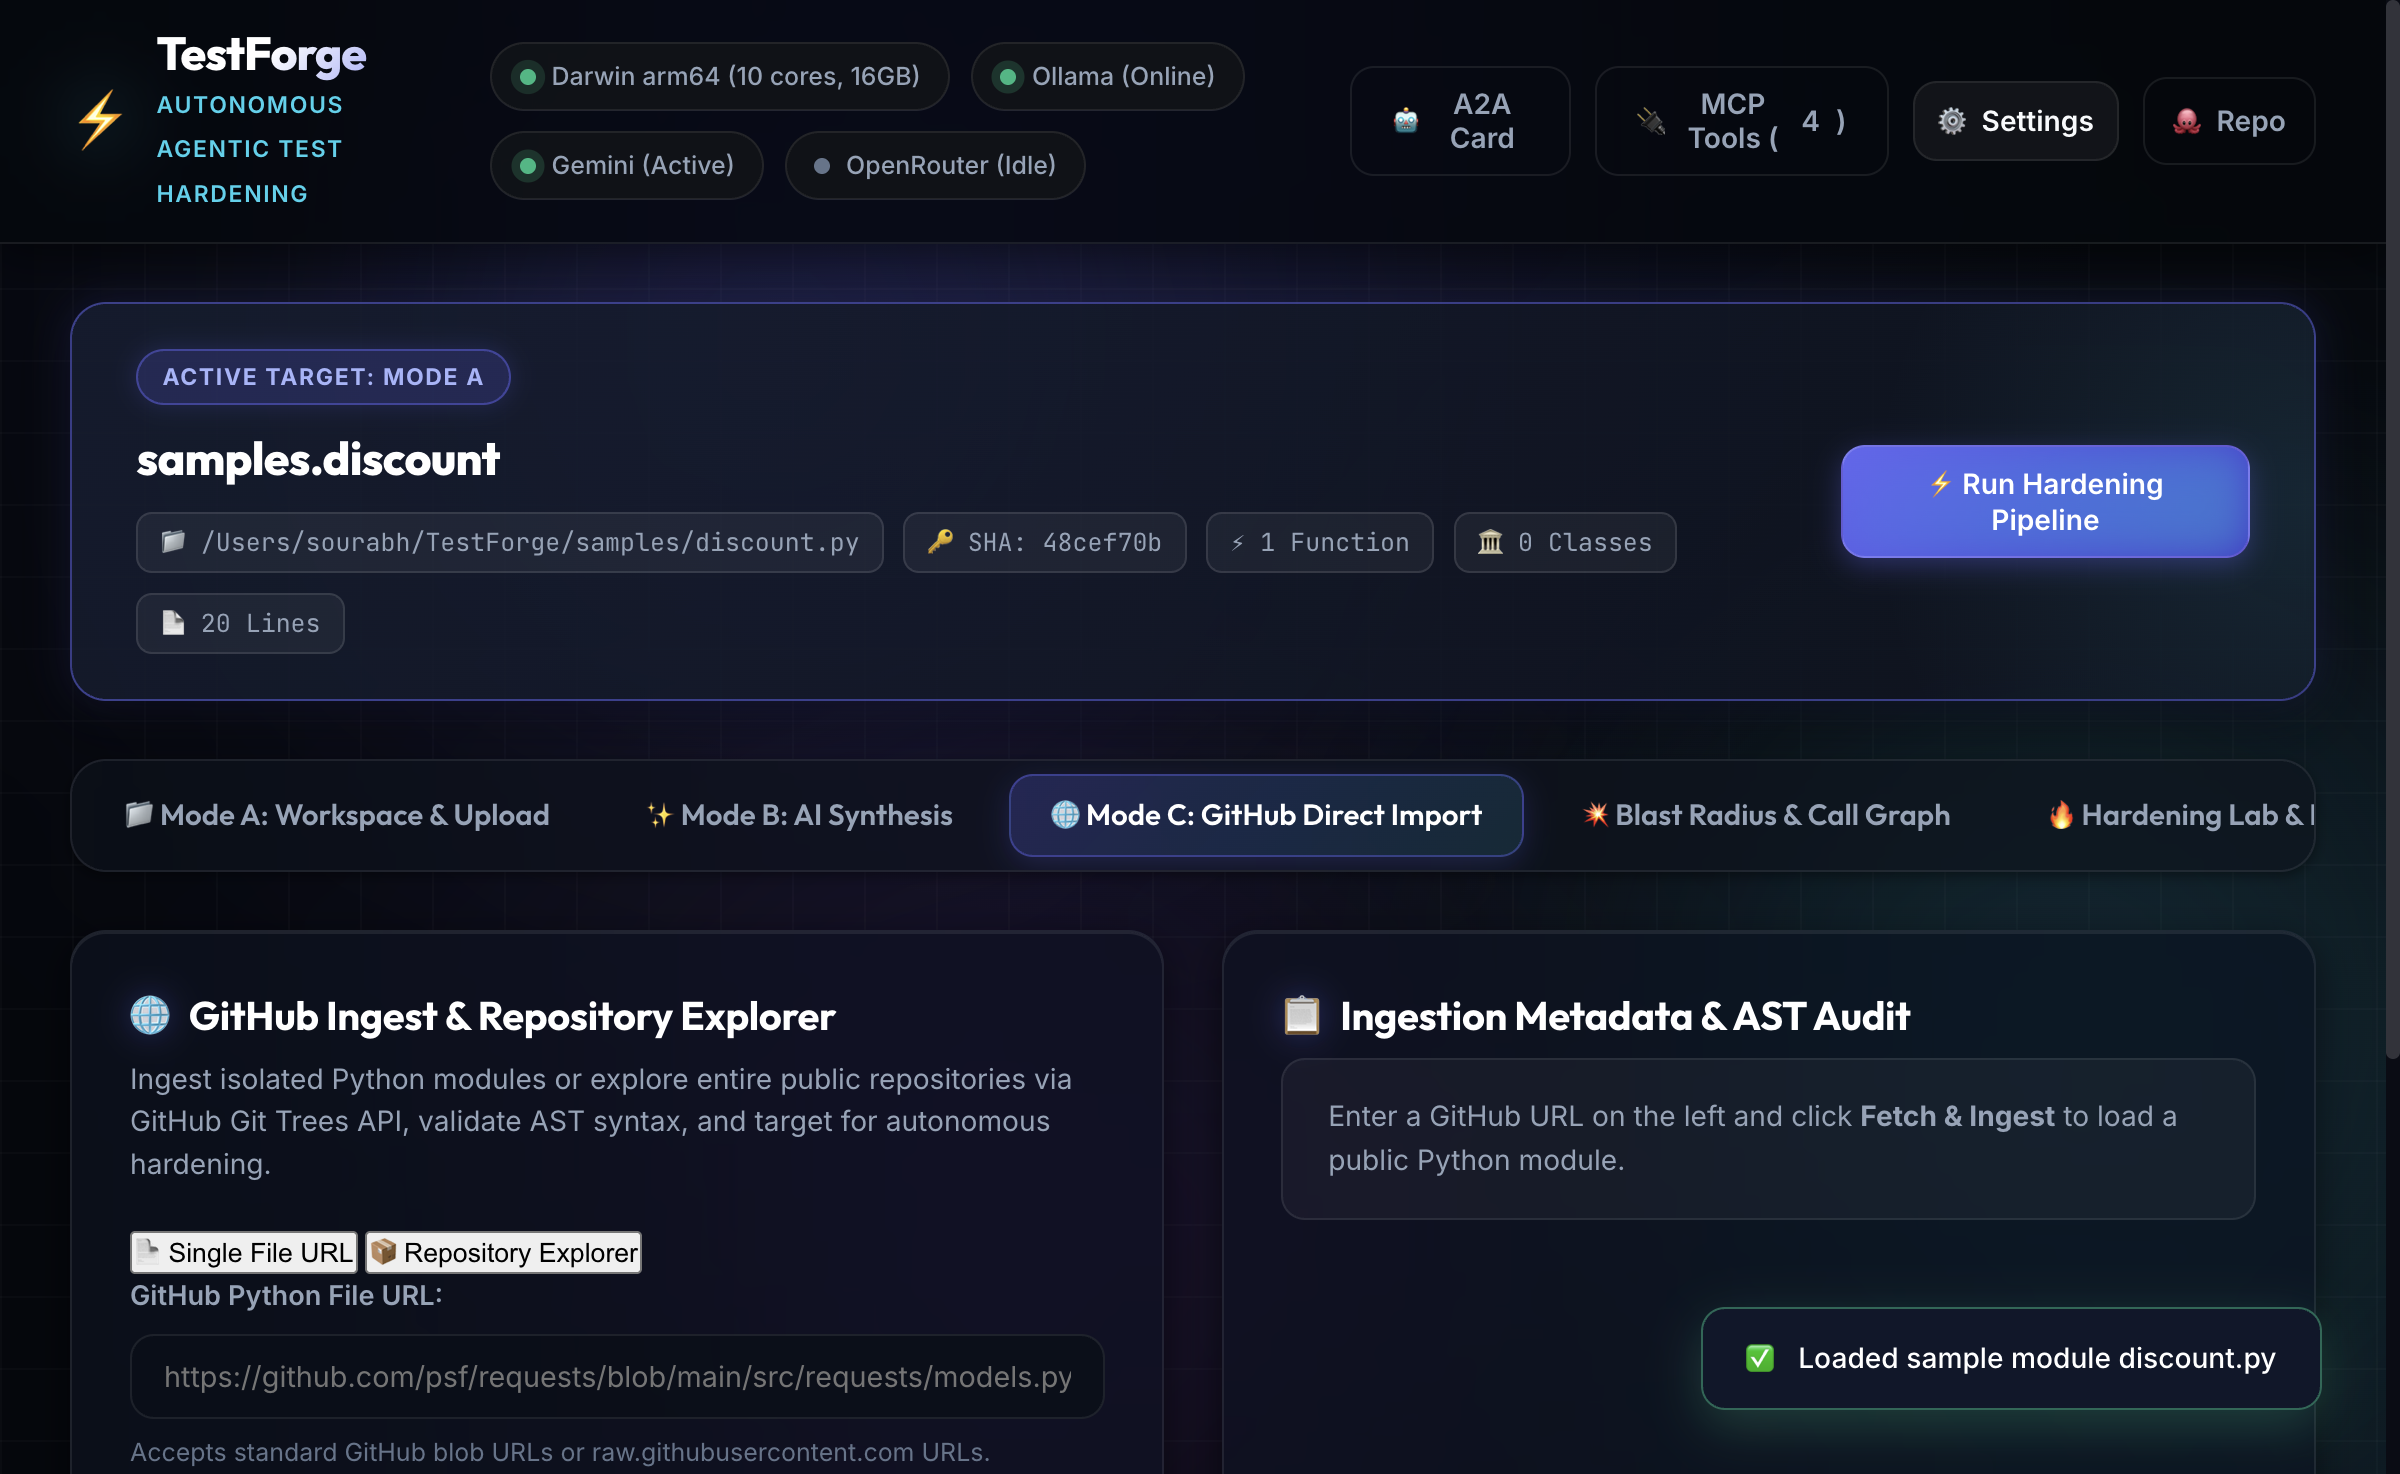 TestForge
AUTONOMOUS
AGENTIC TEST
HARDENING
Darwin arm64 (10 cores, 16GB)
Ollama (Online)
Gemini (Active)
OpenRouter (Idle)
A2A
Card
MCP
Tools ( 4 )
Settings
Repo
ACTIVE TARGET: MODE A
samples.discount
/Users/sourabh/TestForge/samples/discount.py
SHA: 48cef70b
1 Function
0 Classes
20 Lines
Run Hardening
Pipeline
Mode A: Workspace & Upload
Mode B: AI Synthesis
Mode C: GitHub Direct Import
Blast Radius & Call Graph
Hardening Lab &
GitHub Ingest & Repository Explorer
Ingest isolated Python modules or explore entire public repositories via
GitHub Git Trees API, validate AST syntax, and target for autonomous
hardening.
Single File URL
Repository Explorer
GitHub Python File URL:
https://github.com/psf/requests/blob/main/src/requests/models.py
Accepts standard GitHub blob URLs or raw.githubusercontent.com URLs.
Ingestion Metadata & AST Audit
Enter a GitHub URL on the left and click Fetch & Ingest to load a
public Python module.
Loaded sample module discount.py